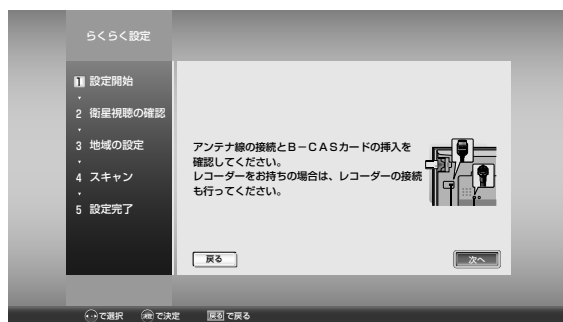 らくらく設定
1 設定開始
2 衛星視聴の確認
3 地域の設定
4 スキャン
5 設定完了
アンテナ線の接続とB－CASカードの挿入を
確認してください。
レコーダーをお持ちの場合は、レコーダーの接続
も行ってください。
戻る
次へ
で選択 決定 で決定 戻る で戻る